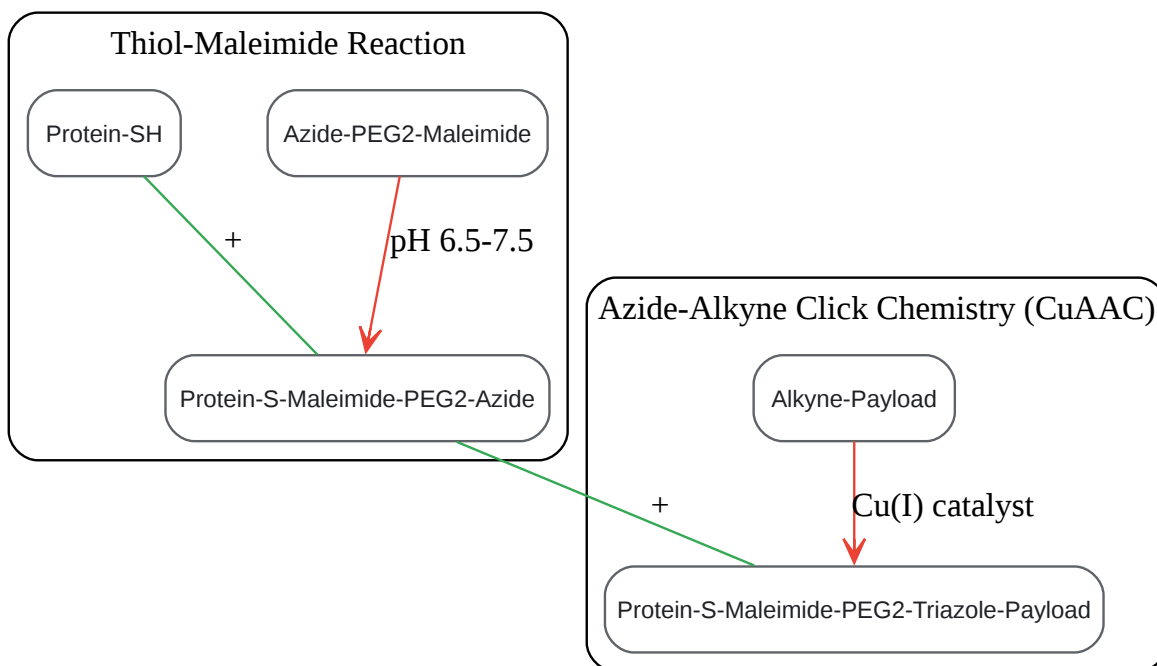 Thiol-Maleimide Reaction
Protein-SH
Azide-PEG2-Maleimide
+
pH 6.5-7.5
Protein-S-Maleimide-PEG2-Azide
Azide-Alkyne Click Chemistry (CuAAC)
Alkyne-Payload
+
Cu(I) catalyst
Protein-S-Maleimide-PEG2-Triazole-Payload